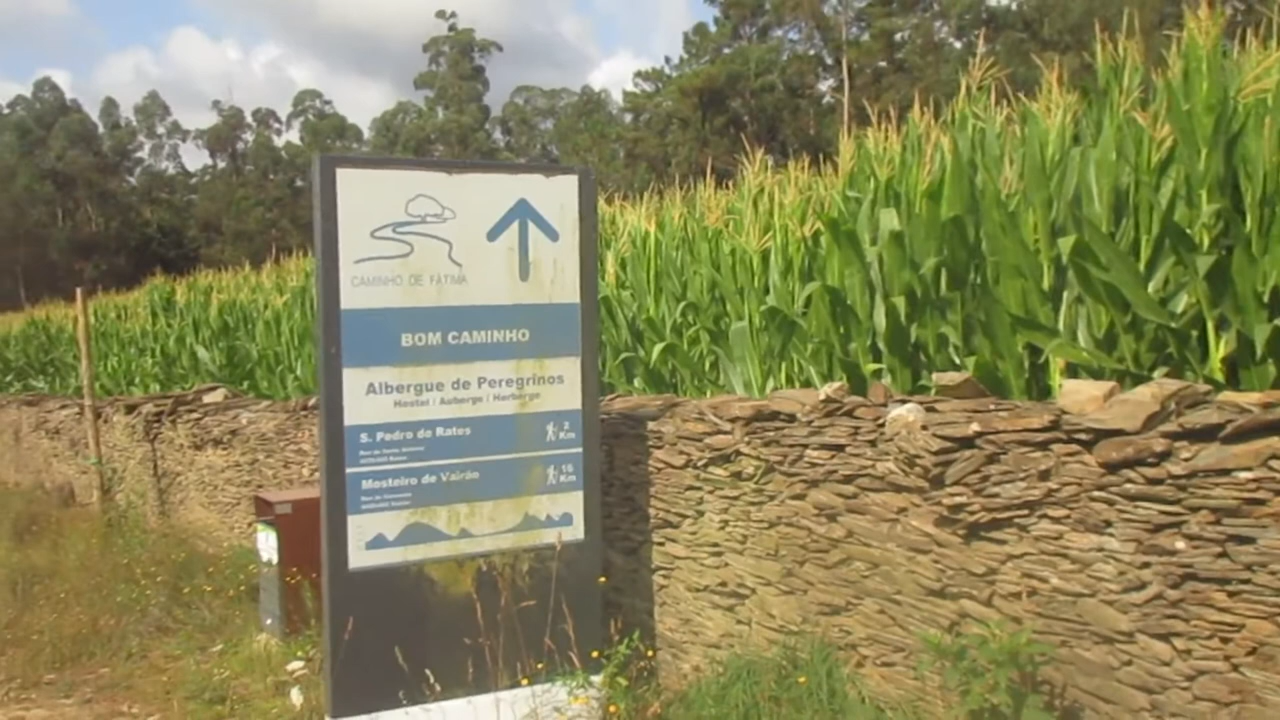 CAMINHO DE FÁTIMA
BOM CAMINHO
Albergue de Peregrinos
Hostel / Auberge / Herberge
S. Pedro de Rates
2
Km
Mosteiro de Vairão
16
Km